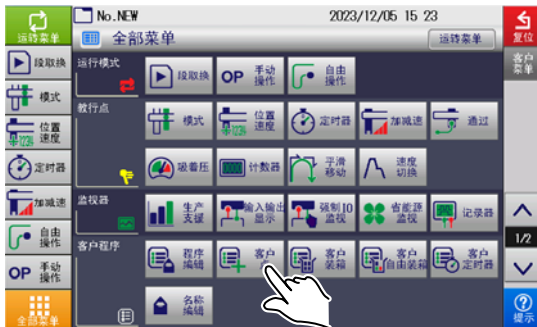 No.NEW 2023/12/05 15 23
全部菜单 运转菜单
运转菜单
段取换
模式
位置
速度
定时器
加减速
自由
操作
OP 手动
操作
全部菜单
运行模式
段取换
OP 手动
操作
自由
操作
教行点
模式
位置
速度
定时器
加减速
通过
吸着压
计数器
平滑
移动
速度
切换
监视器
生产
支援
输入输出
显示
强制IO
监视
省能源
监视
记录器
客户程序
程序
编辑
客户
客户
装箱
客户
自由装箱
客户
定时器
名称
编辑
复位
客户
菜单
1/2
提示